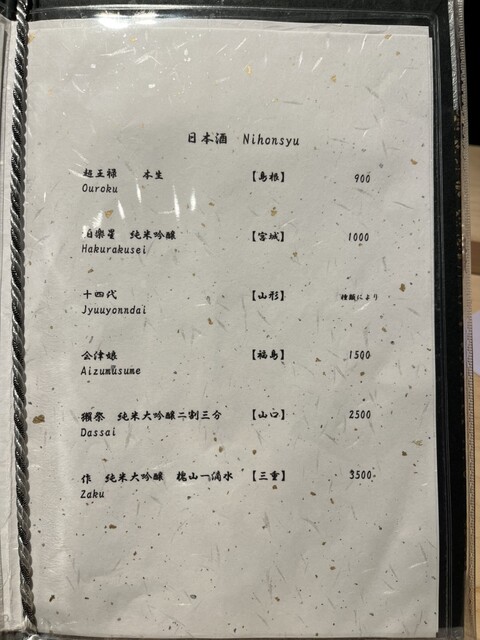 日本酒 Nihonsyu
超王禄 本生 【島根】 900
Ouroku
伯楽星 純米吟醸 【宮城】 1000
Hakurakusei
十四代 【山形】 種類により
Jyuuyonndai
会津娘 【福島】 1500
Aizumusume
獺祭 純米大吟醸二割三分 【山口】 2500
Dassai
作 純米大吟醸 槐山一滴水 【三重】 3500
Zaku